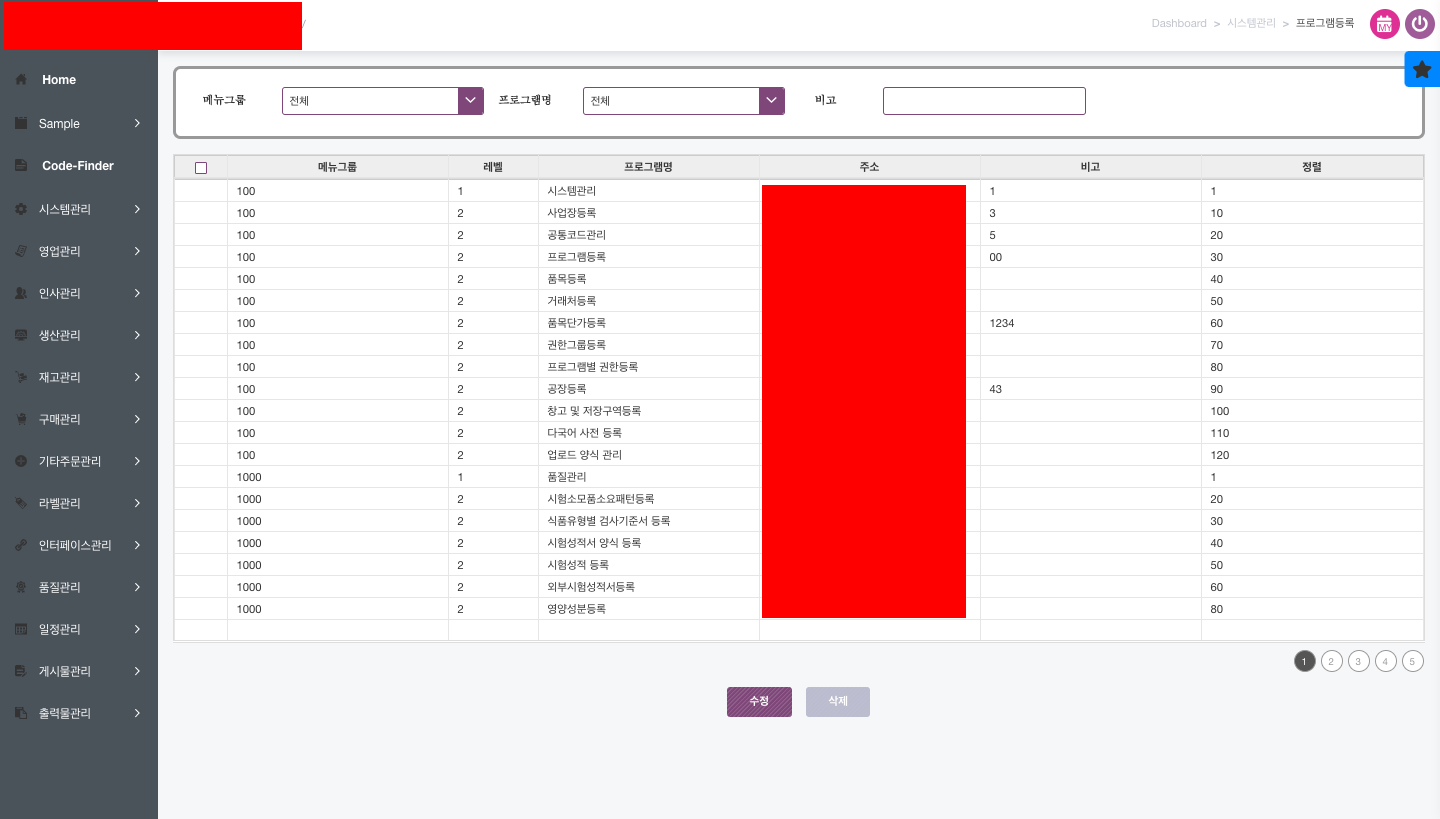 /
Dashboard > 시스템관리 > 프로그램등록
MY
Home
Sample
Code-Finder
시스템관리
영업관리
인사관리
생산관리
재고관리
구매관리
기타주문관리
라벨관리
인터페이스관리
품질관리
일정관리
게시물관리
출력물관리
메뉴그룹 전체 프로그램명 전체 비고
메뉴그룹 레벨 프로그램명 주소 비고 정렬
100 1 시스템관리 1 1
100 2 사업장등록 3 10
100 2 공통코드관리 5 20
100 2 프로그램등록 00 30
100 2 품목등록 40
100 2 거래처등록 50
100 2 품목단가등록 1234 60
100 2 권한그룹등록 70
100 2 프로그램별 권한등록 80
100 2 공장등록 43 90
100 2 창고 및 저장구역등록 100
100 2 다국어 사전 등록 110
100 2 업로드 양식 관리 120
1000 1 품질관리 1
1000 2 시험소모품소요패턴등록 20
1000 2 식품유형별 검사기준서 등록 30
1000 2 시험성적서 양식 등록 40
1000 2 시험성적 등록 50
1000 2 외부시험성적서등록 60
1000 2 영양성분등록 80
1 2 3 4 5
수정 삭제